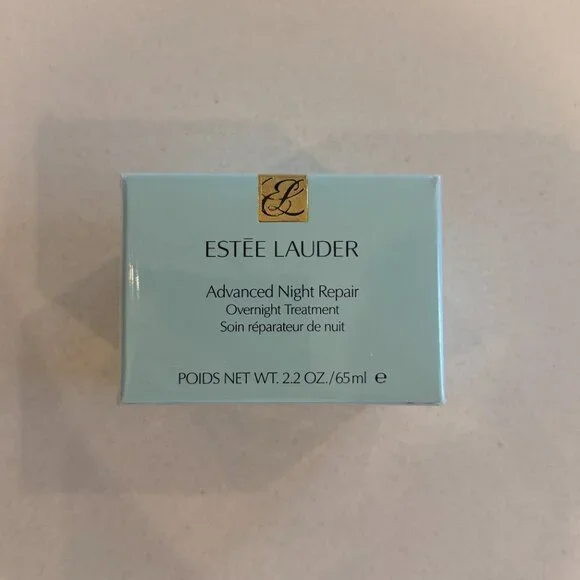 EL
ESTĒE LAUDER
Advanced Night Repair
Overnight Treatment
Soin réparateur de nuit
POIDS NET WT. 2.2 OZ./65ml ℮